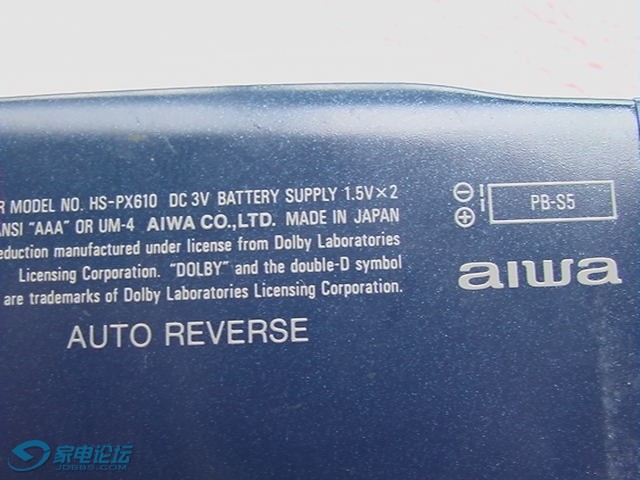 R MODEL NO. HS-PX610 DC 3V BATTERY SUPPLY 1.5V×2
ANSI "AAA" OR UM-4 AIWA CO.,LTD. MADE IN JAPAN
eduction manufactured under license from Dolby Laboratories
Licensing Corporation. "DOLBY" and the double-D symbol
are trademarks of Dolby Laboratories Licensing Corporation.
AUTO REVERSE
⊖
⊕
PB-S5
aiwa
家电论坛
JDBBS.COM